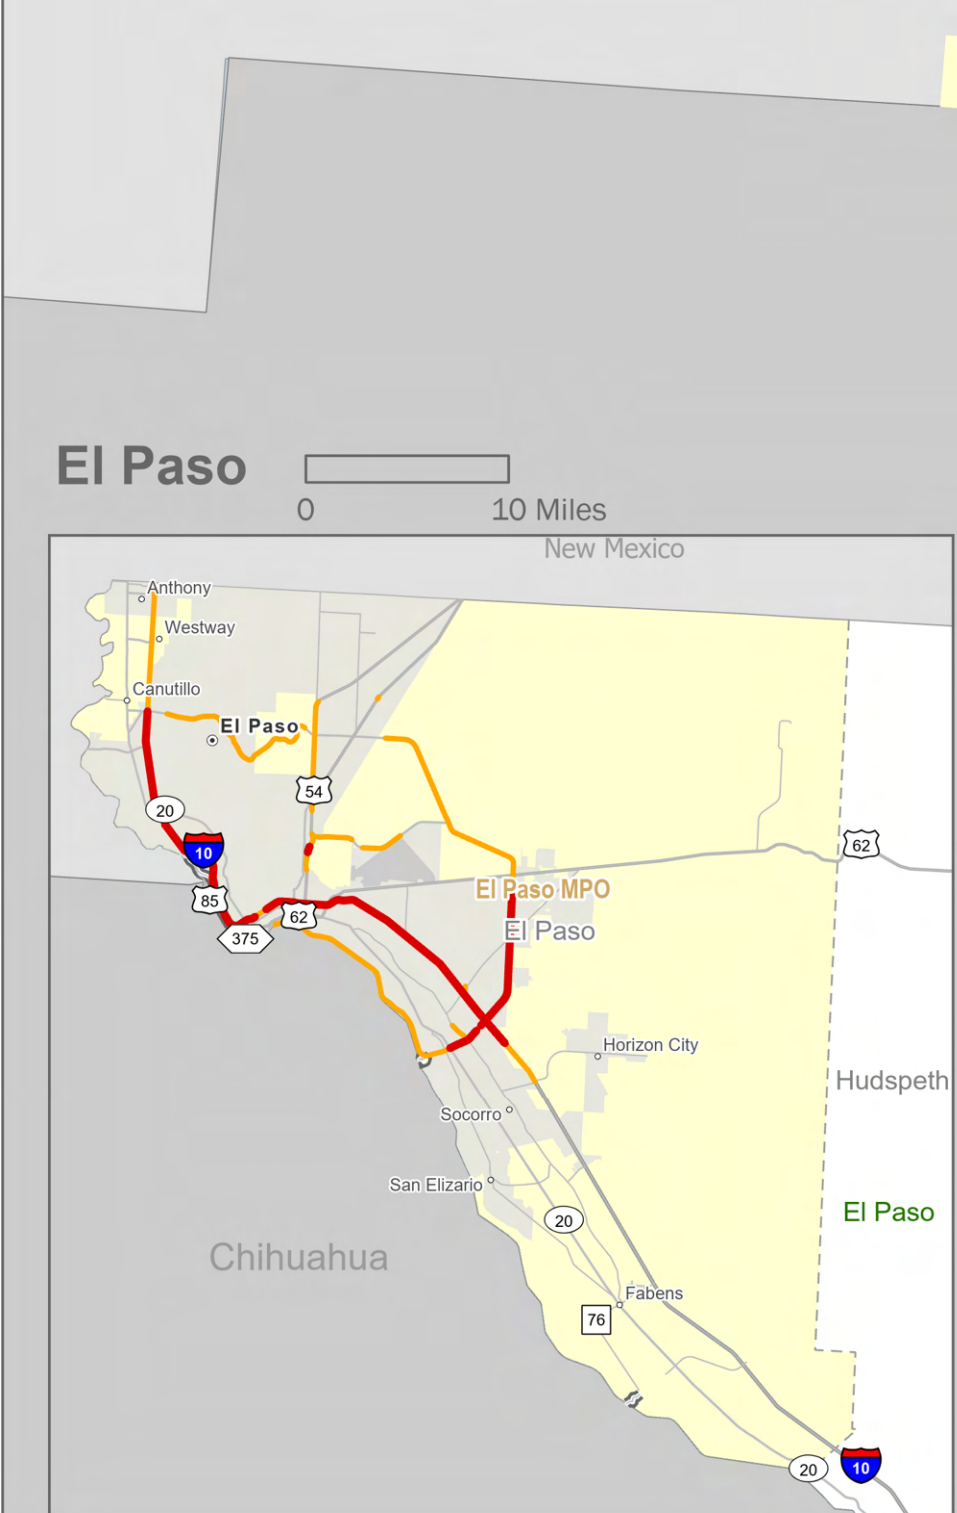 El Paso
0 10 Miles
New Mexico
Anthony
Westway
Canutillo
El Paso
54
20
10
62
85
62
El Paso MPO
375
El Paso
Horizon City
Hudspeth
Socorro
San Elizario
El Paso
20
Chihuahua
Fabens
76
20
10